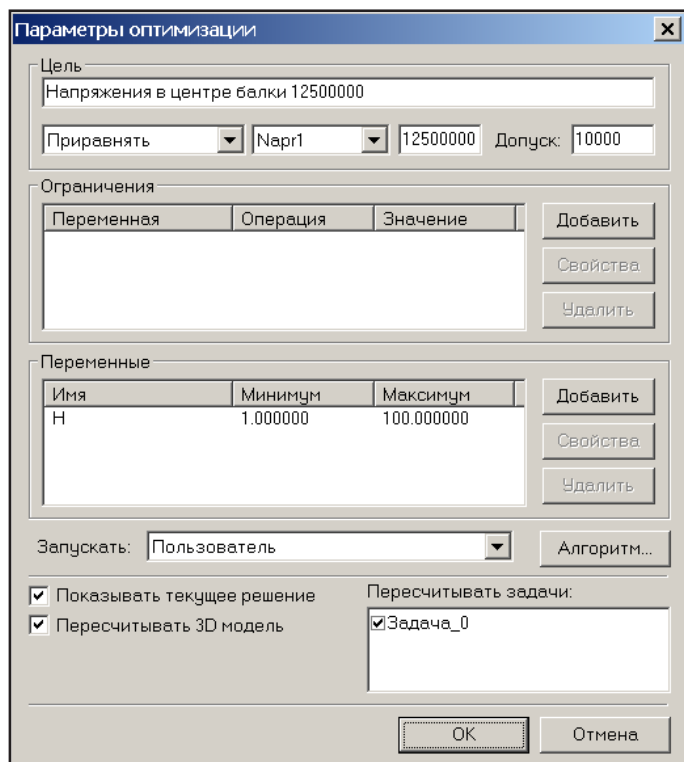 Параметры оптимизации
Цель
Напряжения в центре балки 12500000
Приравнять Napr1 12500000 Допуск: 10000
Ограничения
Переменная Операция Значение
Добавить
Свойства
Удалить
Переменные
Имя Минимум Максимум
H 1.000000 100.000000
Добавить
Свойства
Удалить
Запускать: Пользователь Алгоритм...
Показывать текущее решение
Пересчитывать 3D модель
Пересчитывать задачи:
Задача_0
OK Отмена